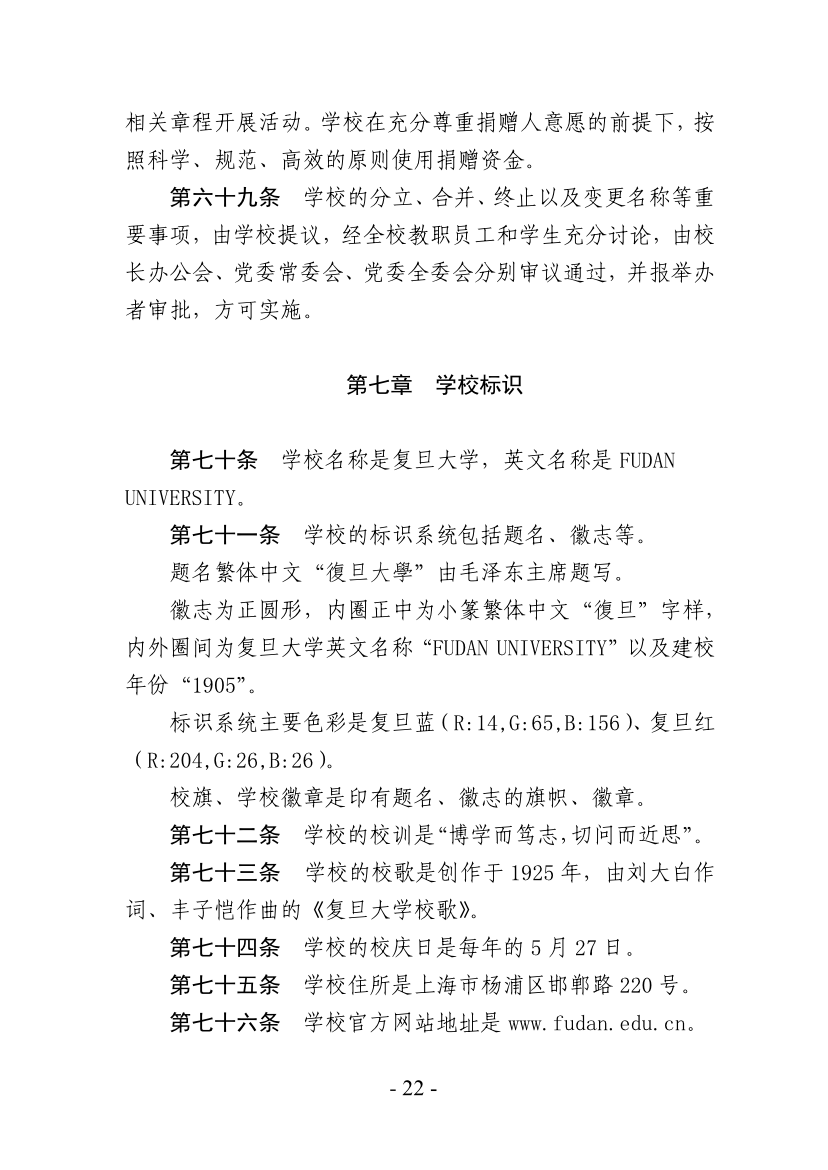 相关章程开展活动。学校在充分尊重捐赠人意愿的前提下，按
照科学、规范、高效的原则使用捐赠资金。
第六十九条　学校的分立、合并、终止以及变更名称等重
要事项，由学校提议，经全校教职员工和学生充分讨论，由校
长办公会、党委常委会、党委全委会分别审议通过，并报举办
者审批，方可实施。
第七章　学校标识
第七十条　学校名称是复旦大学，英文名称是 FUDAN
UNIVERSITY。
第七十一条　学校的标识系统包括题名、徽志等。
题名繁体中文“復旦大學”由毛泽东主席题写。
徽志为正圆形，内圈正中为小篆繁体中文“復旦”字样，
内外圈间为复旦大学英文名称“FUDAN UNIVERSITY”以及建校
年份“1905”。
标识系统主要色彩是复旦蓝（R:14,G:65,B:156）、复旦红
（R:204,G:26,B:26）。
校旗、学校徽章是印有题名、徽志的旗帜、徽章。
第七十二条　学校的校训是“博学而笃志，切问而近思”。
第七十三条　学校的校歌是创作于 1925 年，由刘大白作
词、丰子恺作曲的《复旦大学校歌》。
第七十四条　学校的校庆日是每年的 5 月 27 日。
第七十五条　学校住所是上海市杨浦区邯郸路 220 号。
第七十六条　学校官方网站地址是 www.fudan.edu.cn。
- 22 -